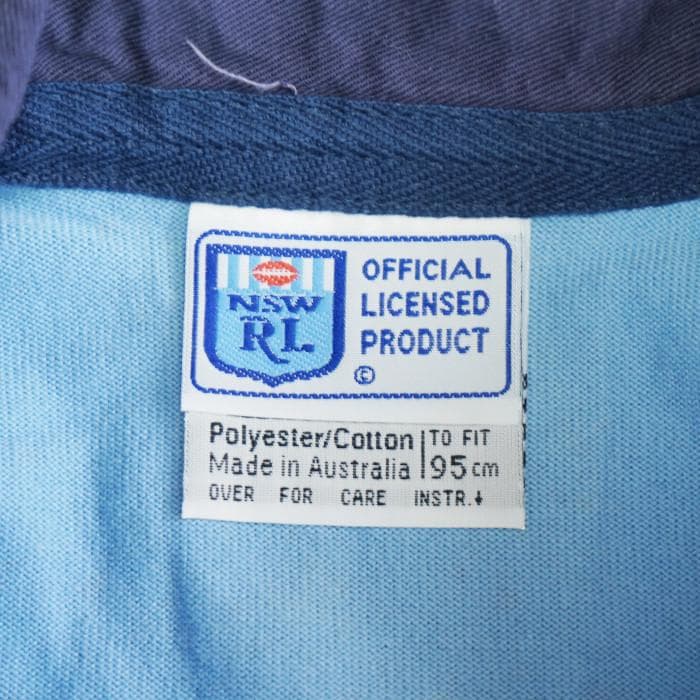 NSW
RL
OFFICIAL
LICENSED
PRODUCT
©
Polyester/Cotton
Made in Australia
TO FIT
95cm
OVER FOR CARE INSTR.↓